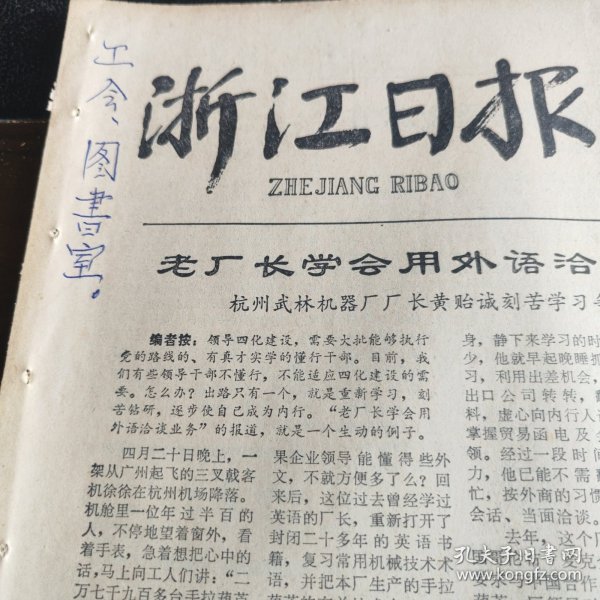 工会、图書室。
浙江日报
ZHEJIANG RIBAO
老厂长学会用外语洽
杭州武林机器厂厂长黄贻诚刻苦学习
编者按：领导四化建设，需要大批能够执行
党的路线的、有真才实学的懂行干部。目前，我
们有些领导干部不懂行，不能适应四化建设的需
要。怎么办？出路只有一个，就是重新学习，刻
苦钻研，逐步使自己成为内行。“老厂长学会用
外语洽谈业务”的报道，就是一个生动的例子。
四月二十日晚上，一
架从广州起飞的三叉戟客
机徐徐在杭州机场降落。
机舱里一位年过半百的
人，不停地望着窗外，看
着手表，急着想把心中的
话，马上向工人们讲：“二
万七千九百多台手拉葫芦
果企业领导能懂得些外
文，不就方便多了么？回
来后，这位过去曾经学过
英语的厂长，重新打开了
封闭二十多年的英语书
籍，复习常用机械技术术
语，并把本厂生产的手拉
身，静下来学习的时
少，他就早起晚睡抓
习，利用出差机会，
出口公司转转，翻
料，虚心向内行人请
掌握贸易函电及
领。经过一段时间
力，他已能不需
忙，按外商的习惯
会话、当面洽谈。
去年，这个厂
孔夫子旧书网